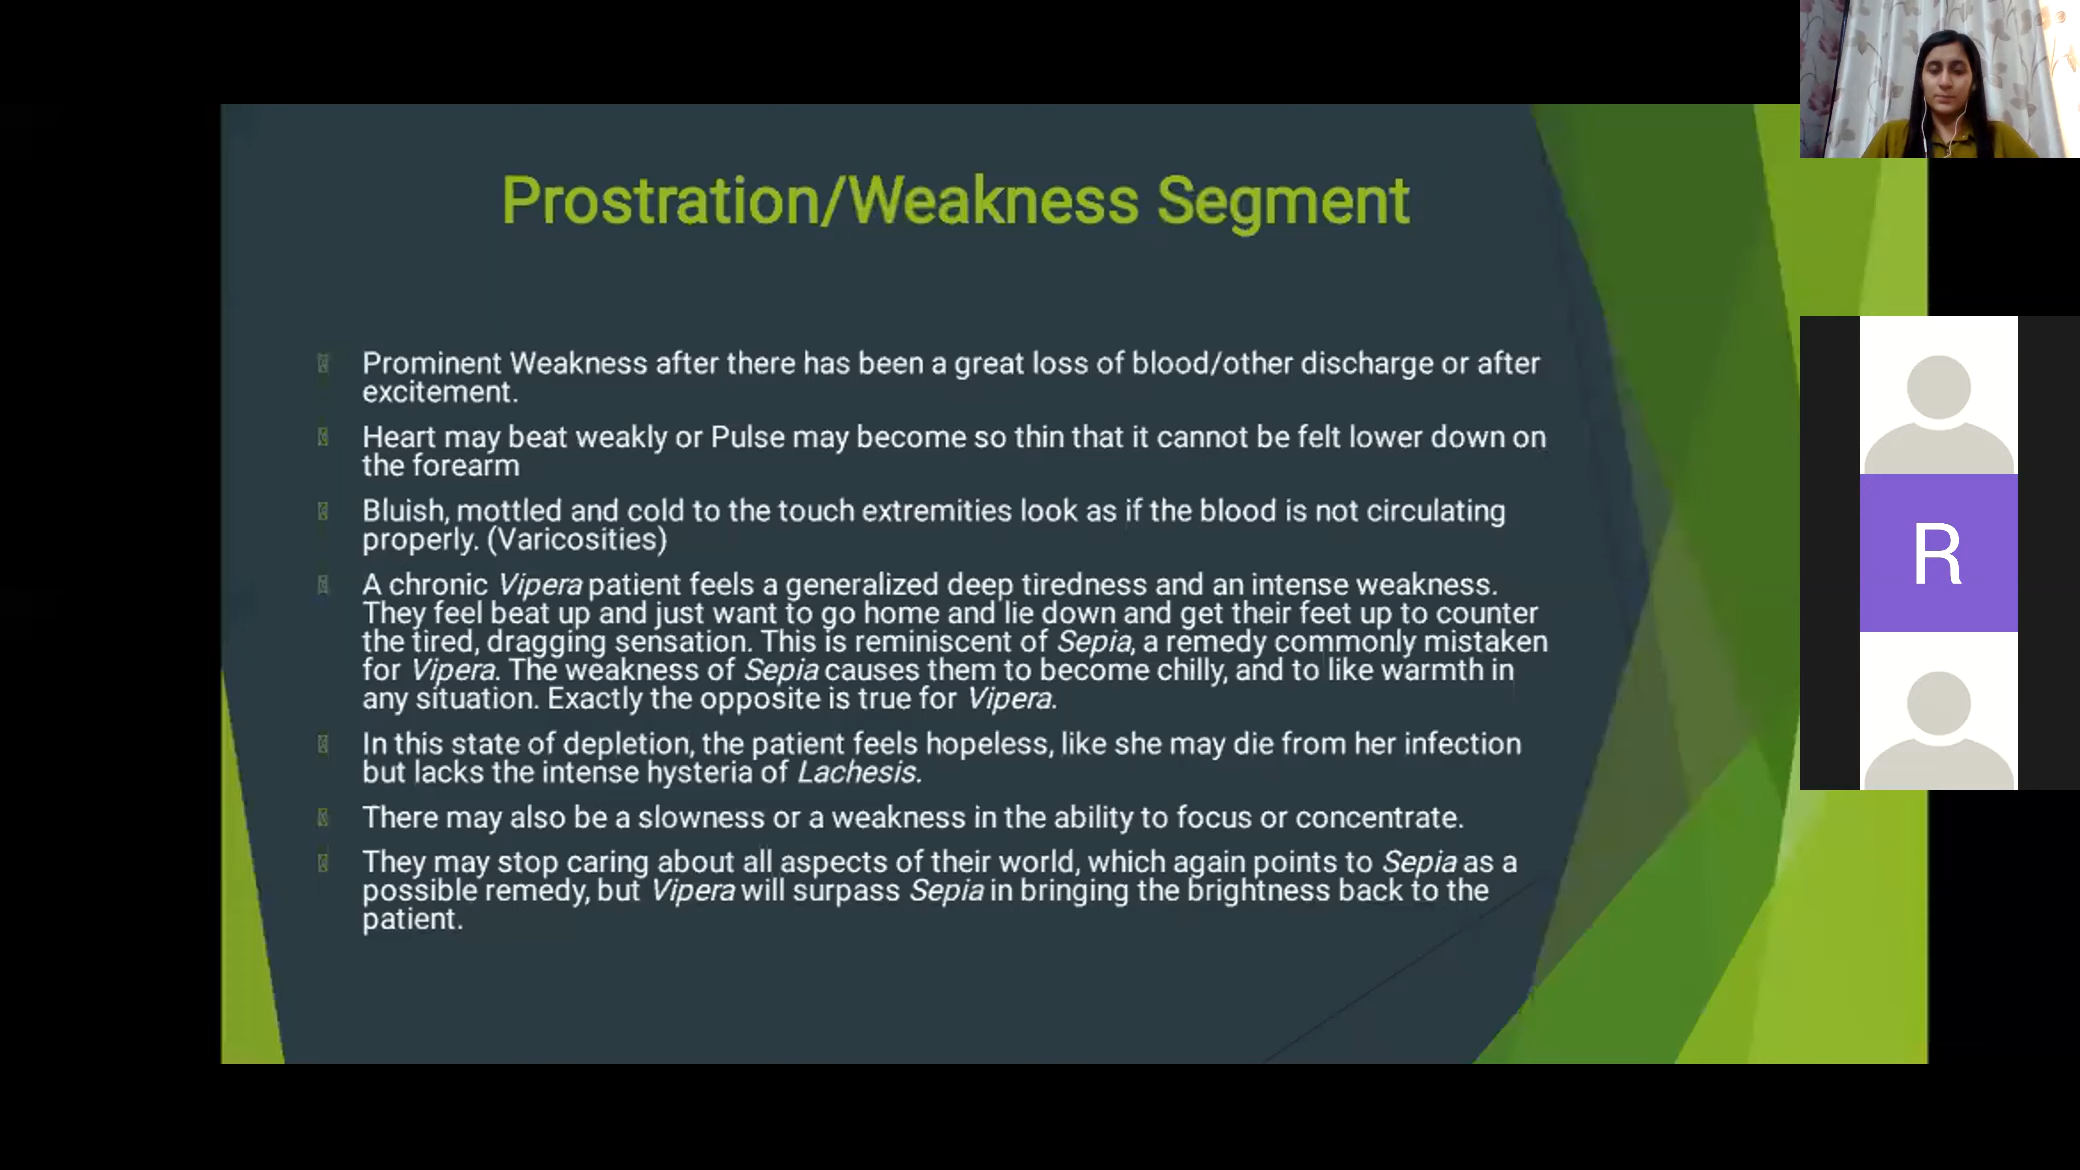 Prostration/Weakness Segment
Prominent Weakness after there has been a great loss of blood/other discharge or after
excitement.
Heart may beat weakly or Pulse may become so thin that it cannot be felt lower down on
the forearm
Bluish, mottled and cold to the touch extremities look as if the blood is not circulating
properly. (Varicosities)
A chronic Vipera patient feels a generalized deep tiredness and an intense weakness.
They feel beat up and just want to go home and lie down and get their feet up to counter
the tired, dragging sensation. This is reminiscent of Sepia, a remedy commonly mistaken
for Vipera. The weakness of Sepia causes them to become chilly, and to like warmth in
any situation. Exactly the opposite is true for Vipera.
In this state of depletion, the patient feels hopeless, like she may die from her infection
but lacks the intense hysteria of Lachesis.
There may also be a slowness or a weakness in the ability to focus or concentrate.
They may stop caring about all aspects of their world, which again points to Sepia as a
possible remedy, but Vipera will surpass Sepia in bringing the brightness back to the
patient.
R